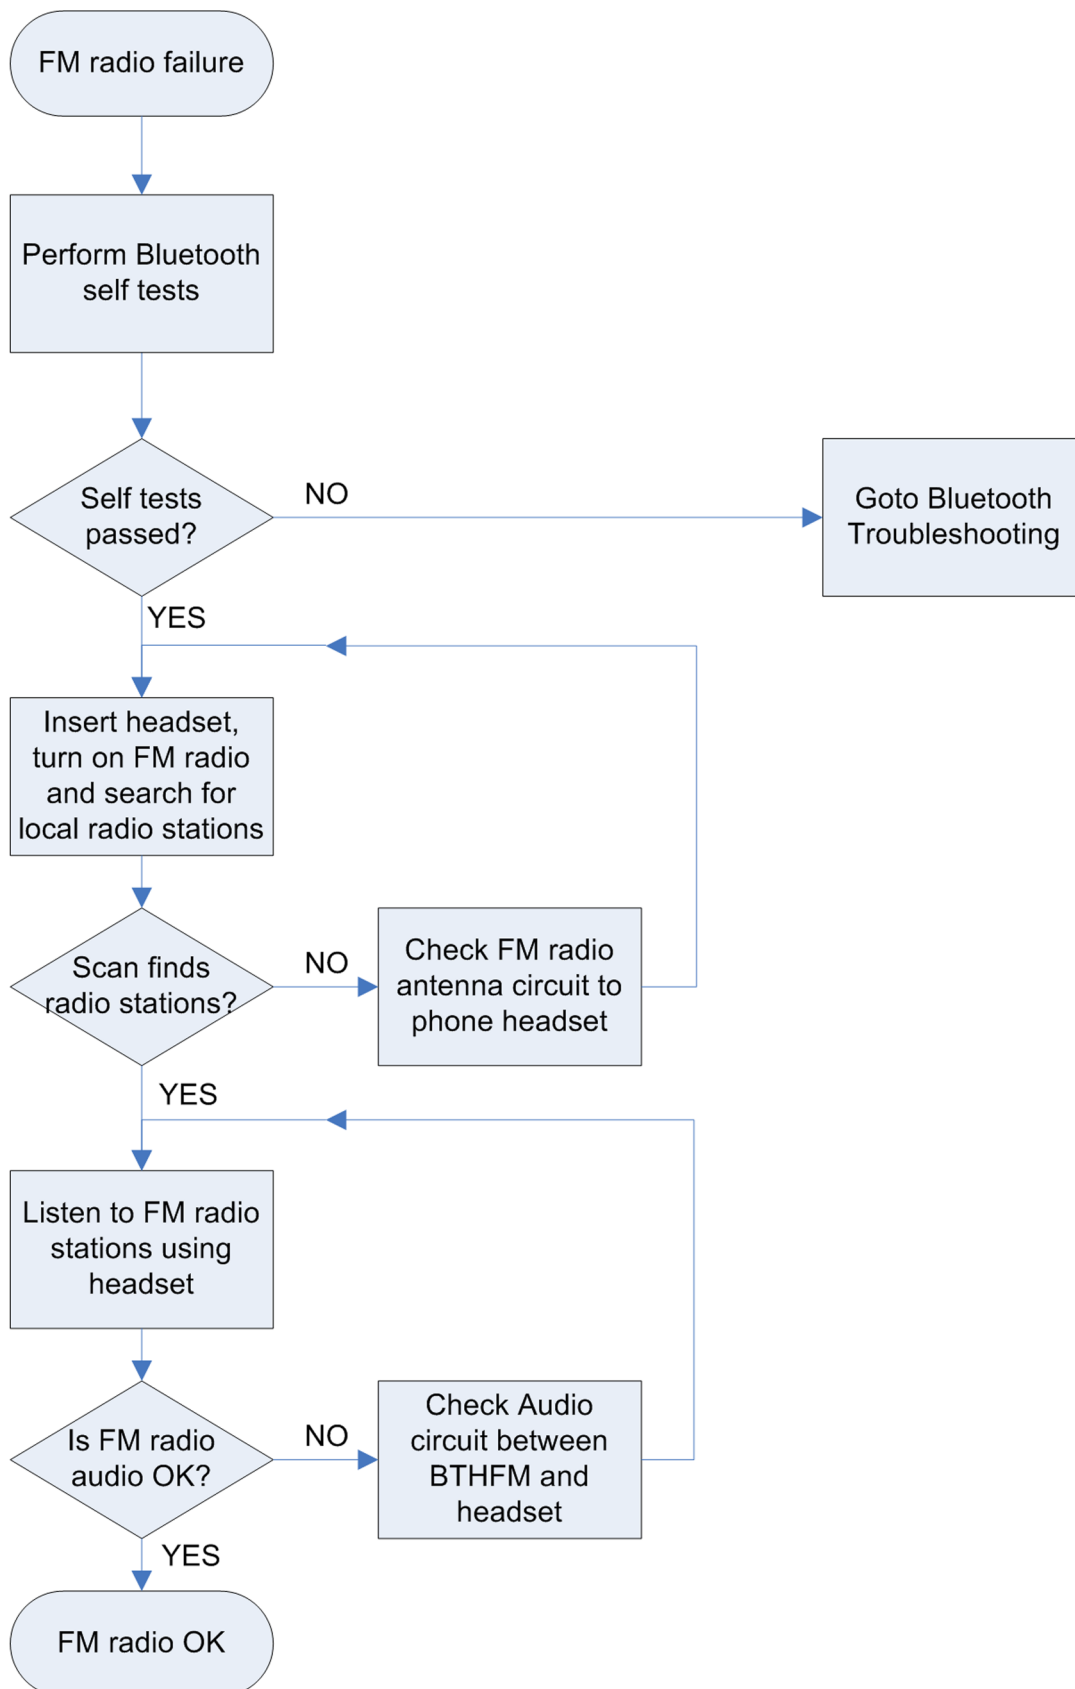 FM radio failure
Perform Bluetooth
self tests
Self tests
passed?
NO
Goto Bluetooth
Troubleshooting
YES
Insert headset,
turn on FM radio
and search for
local radio stations
Scan finds
radio stations?
NO
Check FM radio
antenna circuit to
phone headset
YES
Listen to FM radio
stations using
headset
Is FM radio
audio OK?
NO
Check Audio
circuit between
BTHFM and
headset
YES
FM radio OK